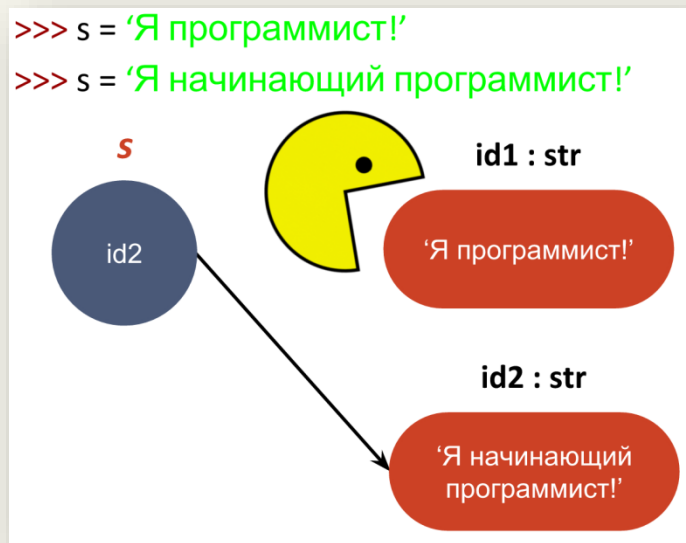 >>> s = ‘Я программист!’
>>> s = ‘Я начинающий программист!’
s
id1 : str
id2
‘Я программист!’
id2 : str
‘Я начинающий
программист!’